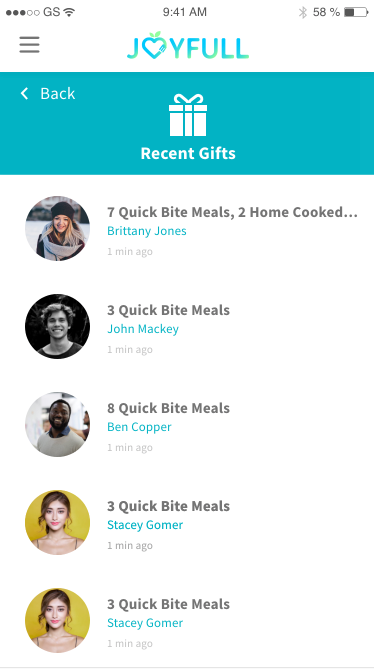 GS 9:41 AM 58 %
JOYFULL
Back
Recent Gifts
7 Quick Bite Meals, 2 Home Cooked...
Brittany Jones
1 min ago
3 Quick Bite Meals
John Mackey
1 min ago
8 Quick Bite Meals
Ben Copper
1 min ago
3 Quick Bite Meals
Stacey Gomer
1 min ago
3 Quick Bite Meals
Stacey Gomer
1 min ago